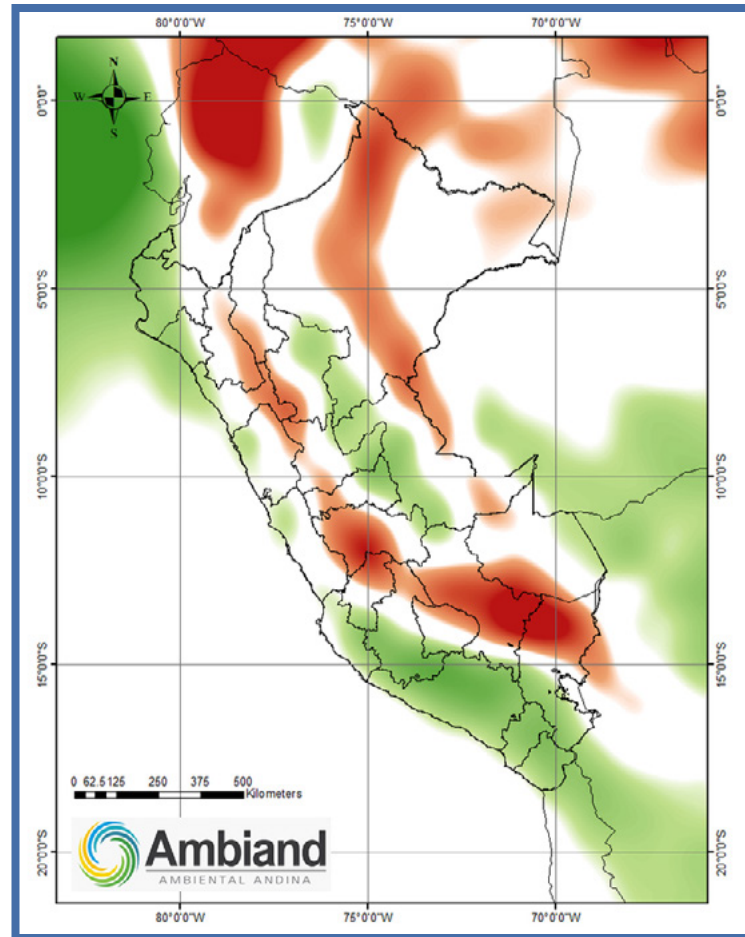 80°0'0"W 75°0'0"W 70°0'0"W
N
W E
S
0°0'0" 0°0'0"
5°0'0"S 5°0'0"S
10°0'0"S 10°0'0"S
15°0'0"S 15°0'0"S
0 62.5 125 250 375 500
Kilometers
Ambiand
AMBIENTAL ANDINA
20°0'0"S 20°0'0"S
80°0'0"W 75°0'0"W 70°0'0"W